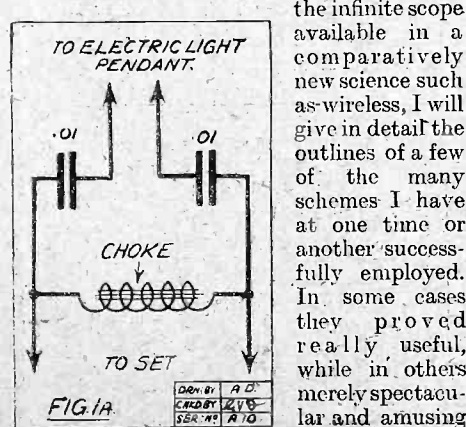 TO ELECTRIC LIGHT
PENDANT.
.01
.01
CHOKE
TO SET
FIG.1A
DRN. BY A D.
CHKD BY
SER. Nº A 10
the infinite scope
available in a
comparatively
new science such
as wireless, I will
give in detail the
outlines of a few
of the many
schemes I have
at one time or
another success-
fully employed.
In some cases
they proved
really useful,
while in others
merely spectacu-
lar and amusing